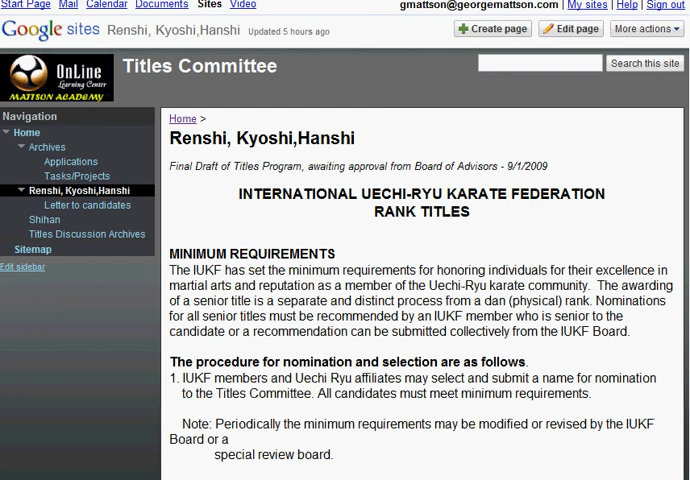 Start Page Mail Calendar Documents Sites Video gmattson@georgemattson.com | My sites | Help | Sign out
Google sites Renshi, Kyoshi,Hanshi Updated 5 hours ago Create page Edit page More actions
OnLine
Learning Center
MATTSON ACADEMY
Titles Committee
Search this site
Navigation
Home
Archives
Applications
Tasks/Projects
Renshi, Kyoshi,Hanshi
Letter to candidates
Shihan
Titles Discussion Archives
Sitemap
Edit sidebar
Home >
Renshi, Kyoshi,Hanshi
Final Draft of Titles Program, awaiting approval from Board of Advisors - 9/1/2009
INTERNATIONAL UECHI-RYU KARATE FEDERATION
RANK TITLES
MINIMUM REQUIREMENTS
The IUKF has set the minimum requirements for honoring individuals for their excellence in
martial arts and reputation as a member of the Uechi-Ryu karate community. The awarding
of a senior title is a separate and distinct process from a dan (physical) rank. Nominations
for all senior titles must be recommended by an IUKF member who is senior to the
candidate or a recommendation can be submitted collectively from the IUKF Board.
The procedure for nomination and selection are as follows.
1. IUKF members and Uechi Ryu affiliates may select and submit a name for nomination
to the Titles Committee. All candidates must meet minimum requirements.
Note: Periodically the minimum requirements may be modified or revised by the IUKF
Board or a
special review board.